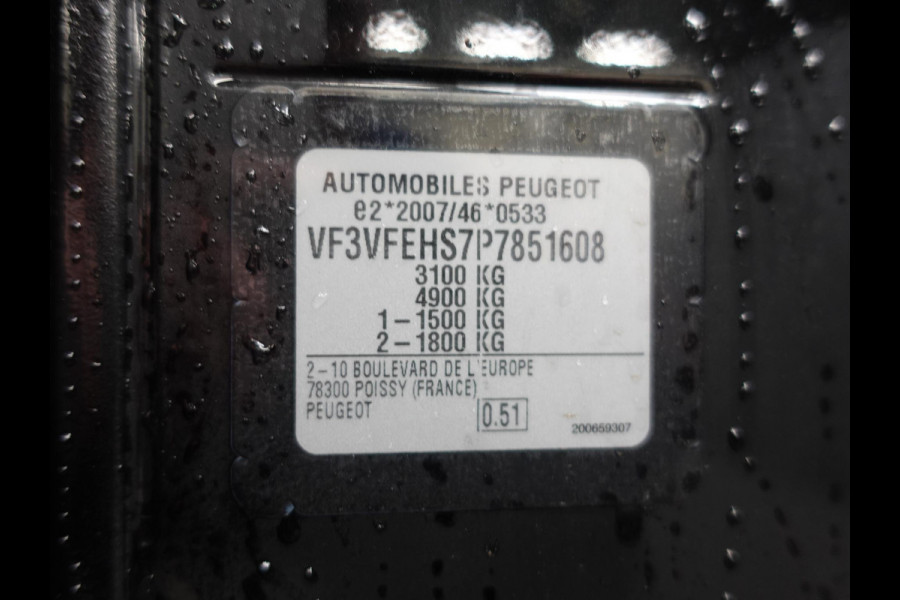 AUTOMOBILES PEUGEOT
e2*2007/46*0533
VF3VFEHS7P7851608
3100 KG
4900 KG
1-1500 KG
2-1800 KG
2-10 BOULEVARD DE L'EUROPE
78300 POISSY (FRANCE)
PEUGEOT
0.51
200659307